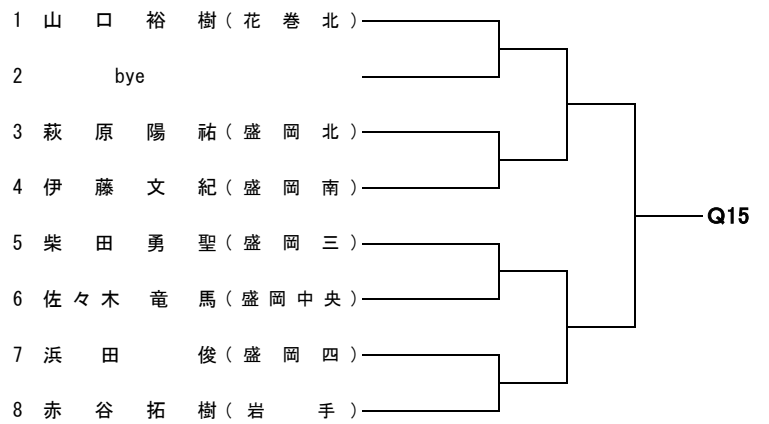 1 山口裕樹(花巻北)
2 bye
3 萩原陽祐(盛岡北)
4 伊藤文紀(盛岡南)
Q15
5 柴田勇聖(盛岡三)
6 佐々木竜馬(盛岡中央)
7 浜田俊(盛岡四)
8 赤谷拓樹(岩手)